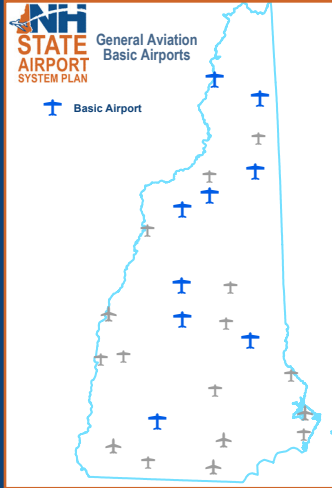 NH
STATE
AIRPORT
SYSTEM PLAN
General Aviation
Basic Airports
Basic Airport